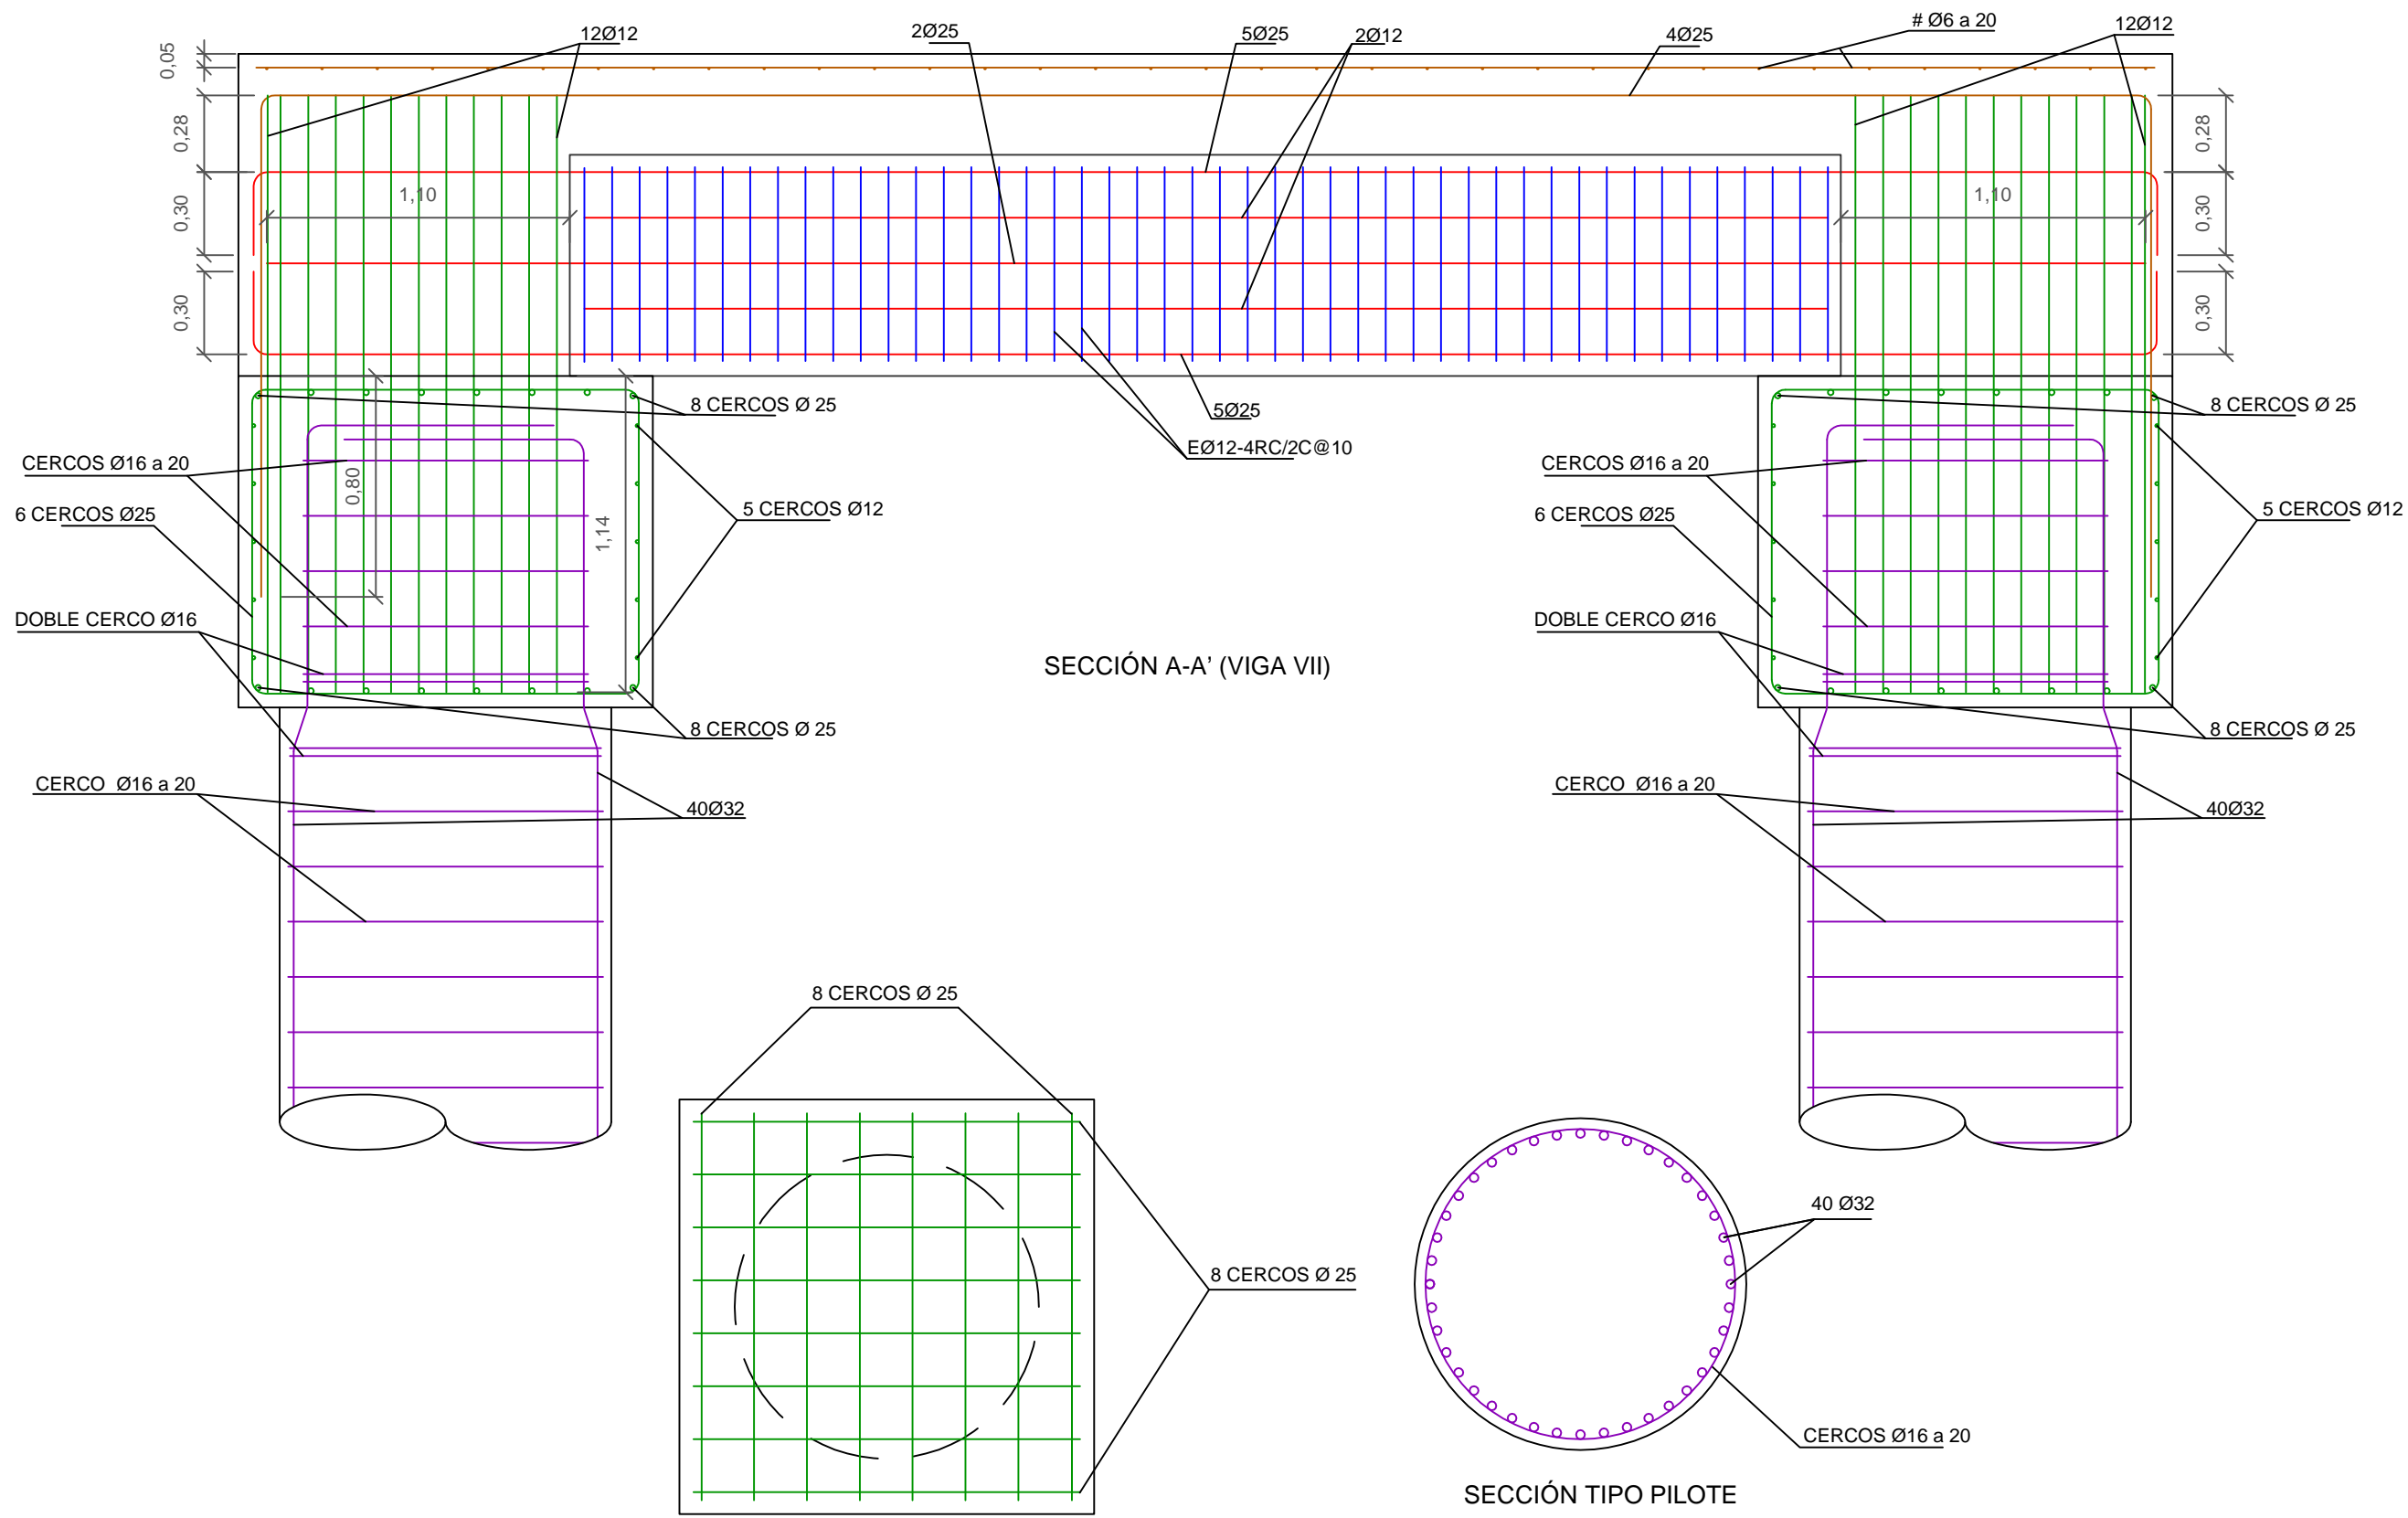 12Ø12
2Ø25
5Ø25
2Ø12
4Ø25
# Ø6 a 20
12Ø12
0,05
0,28
0,30
0,30
1,10
1,10
0,28
0,30
0,30
8 CERCOS Ø 25
5Ø25
EØ12-4RC/2C@10
8 CERCOS Ø 25
CERCOS Ø16 a 20
0,80
6 CERCOS Ø25
1,14
5 CERCOS Ø12
CERCOS Ø16 a 20
6 CERCOS Ø25
5 CERCOS Ø12
DOBLE CERCO Ø16
DOBLE CERCO Ø16
SECCIÓN A-A' (VIGA VII)
8 CERCOS Ø 25
8 CERCOS Ø 25
CERCO Ø16 a 20
40Ø32
CERCO Ø16 a 20
40Ø32
8 CERCOS Ø 25
8 CERCOS Ø 25
40 Ø32
CERCOS Ø16 a 20
SECCIÓN TIPO PILOTE